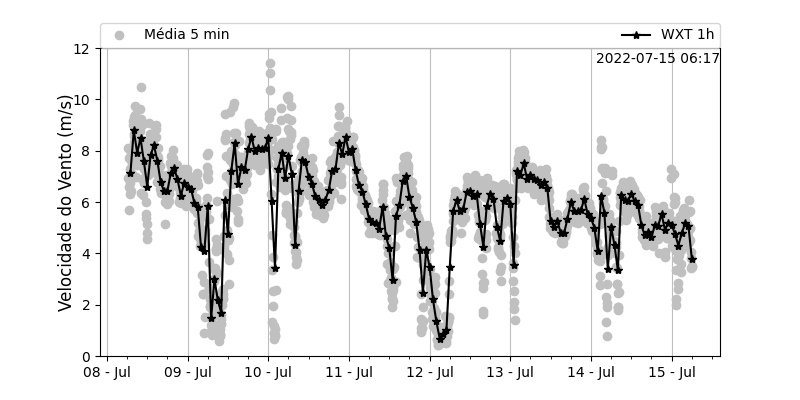 Média 5 min
WXT 1h
2022-07-15 06:17
Velocidade do Vento (m/s)
12
10
8
6
4
2
0
08 - Jul
09 - Jul
10 - Jul
11 - Jul
12 - Jul
13 - Jul
14 - Jul
15 - Jul